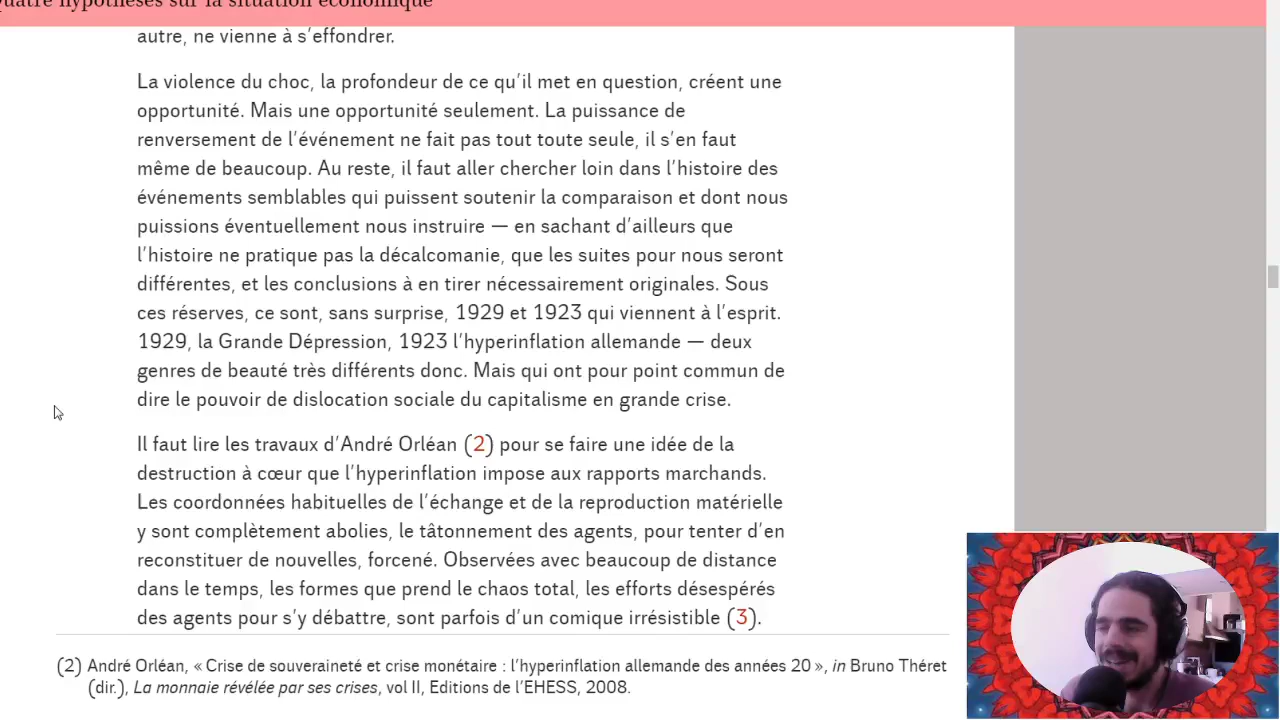 Quatre hypothèses sur la situation économique
autre, ne vienne à s’effondrer.
La violence du choc, la profondeur de ce qu’il met en question, créent une
opportunité. Mais une opportunité seulement. La puissance de
renversement de l’événement ne fait pas tout toute seule, il s’en faut
même de beaucoup. Au reste, il faut aller chercher loin dans l’histoire des
événements semblables qui puissent soutenir la comparaison et dont nous
puissions éventuellement nous instruire — en sachant d’ailleurs que
l’histoire ne pratique pas la décalcomanie, que les suites pour nous seront
différentes, et les conclusions à en tirer nécessairement originales. Sous
ces réserves, ce sont, sans surprise, 1929 et 1923 qui viennent à l’esprit.
1929, la Grande Dépression, 1923 l’hyperinflation allemande — deux
genres de beauté très différents donc. Mais qui ont pour point commun de
dire le pouvoir de dislocation sociale du capitalisme en grande crise.
Il faut lire les travaux d’André Orléan (2) pour se faire une idée de la
destruction à cœur que l’hyperinflation impose aux rapports marchands.
Les coordonnées habituelles de l’échange et de la reproduction matérielle
y sont complètement abolies, le tâtonnement des agents, pour tenter d’en
reconstituer de nouvelles, forcené. Observées avec beaucoup de distance
dans le temps, les formes que prend le chaos total, les efforts désespérés
des agents pour s’y débattre, sont parfois d’un comique irrésistible (3).
(2) André Orléan, « Crise de souveraineté et crise monétaire : l’hyperinflation allemande des années 20 », in Bruno Théret
(dir.), La monnaie révélée par ses crises, vol II, Editions de l’EHESS, 2008.